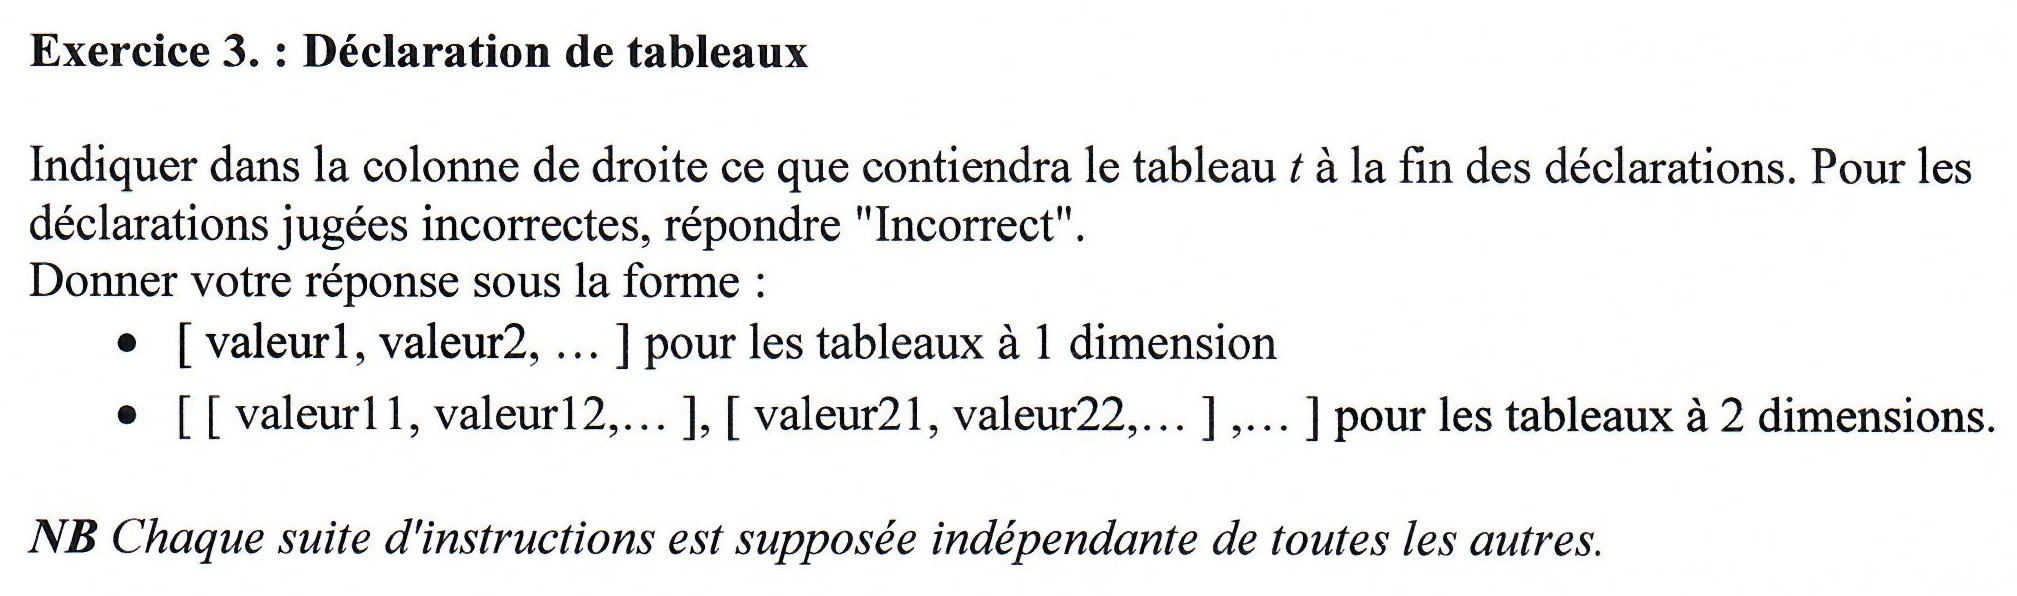 Exercice 3. : Déclaration de tableaux
Indiquer dans la colonne de droite ce que contiendra le tableau t à la fin des déclarations. Pour les
déclarations jugées incorrectes, répondre "Incorrect".
Donner votre réponse sous la forme :
• [ valeur1, valeur2, … ] pour les tableaux à 1 dimension
• [ [ valeur11, valeur12,… ], [ valeur21, valeur22,… ] ,… ] pour les tableaux à 2 dimensions.
NB Chaque suite d'instructions est supposée indépendante de toutes les autres.